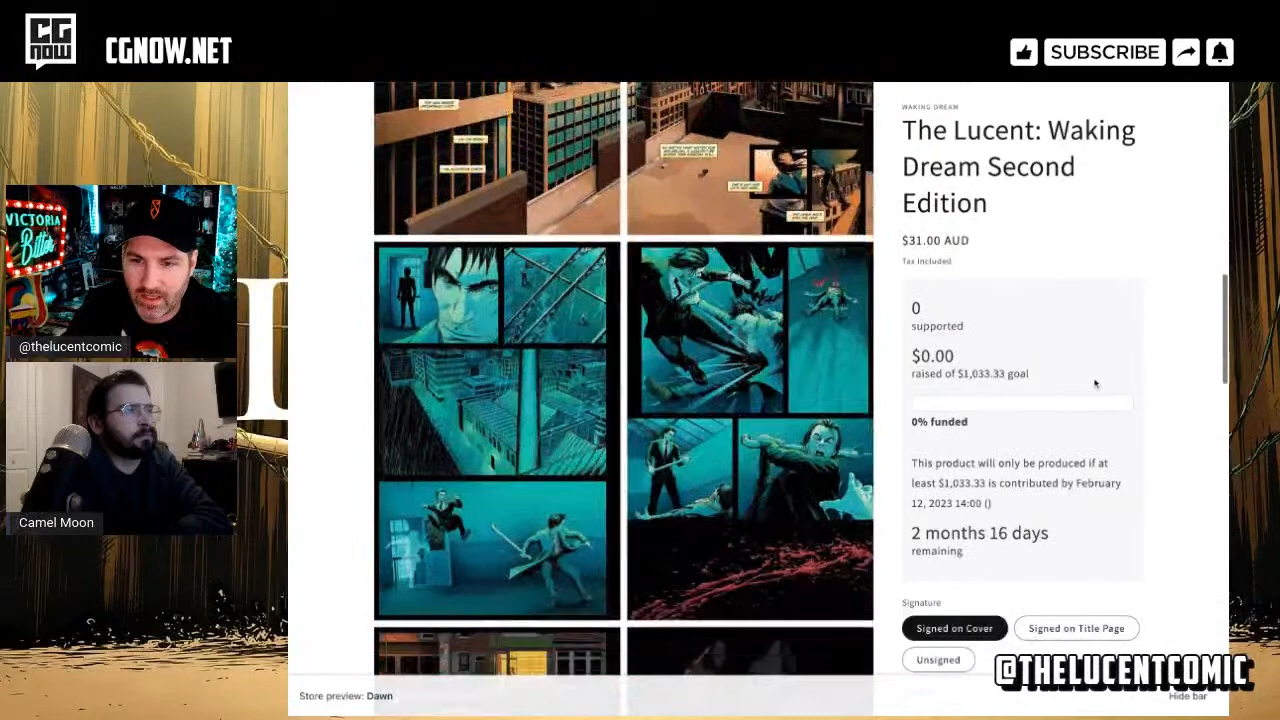 CG
NOW
CGNOW.NET
SUBSCRIBE
VICTORIA
Bitter
@thelucentcomic
Camel Moon
WAKING DREAM
The Lucent: Waking
Dream Second
Edition
$31.00 AUD
Tax included
0
supported
$0.00
raised of $1,033.33 goal
0% funded
This product will only be produced if at
least $1,033.33 is contributed by February
12, 2023 14:00 ()
2 months 16 days
remaining
Signature
Signed on Cover
Signed on Title Page
Unsigned
@THELUCENTCOMIC
Store preview: Dawn
Hide bar